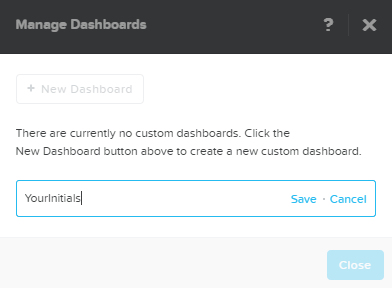 Manage Dashboards ? ×
+ New Dashboard
There are currently no custom dashboards. Click the
New Dashboard button above to create a new custom dashboard.
YourInitials Save · Cancel
Close